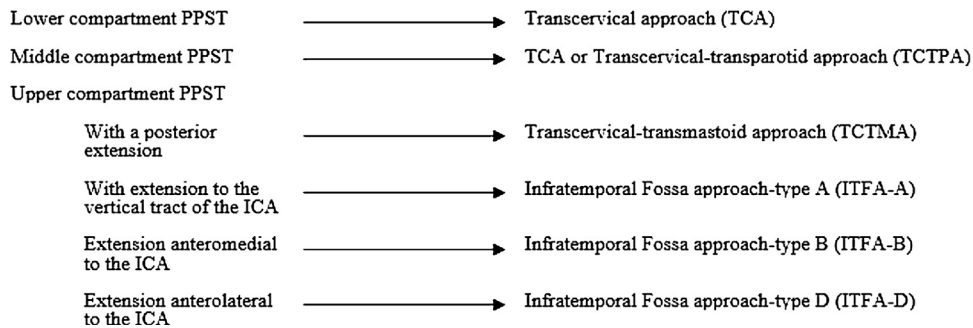 Lower compartment PPST Transcervical approach (TCA)
Middle compartment PPST TCA or Transcervical-transparotid approach (TCTPA)
Upper compartment PPST
With a posterior Transcervical-transmastoid approach (TCTMA)
extension
With extension to the Infratemporal Fossa approach-type A (ITFA-A)
vertical tract of the ICA
Extension anteromedial Infratemporal Fossa approach-type B (ITFA-B)
to the ICA
Extension anterolateral Infratemporal Fossa approach-type D (ITFA-D)
to the ICA